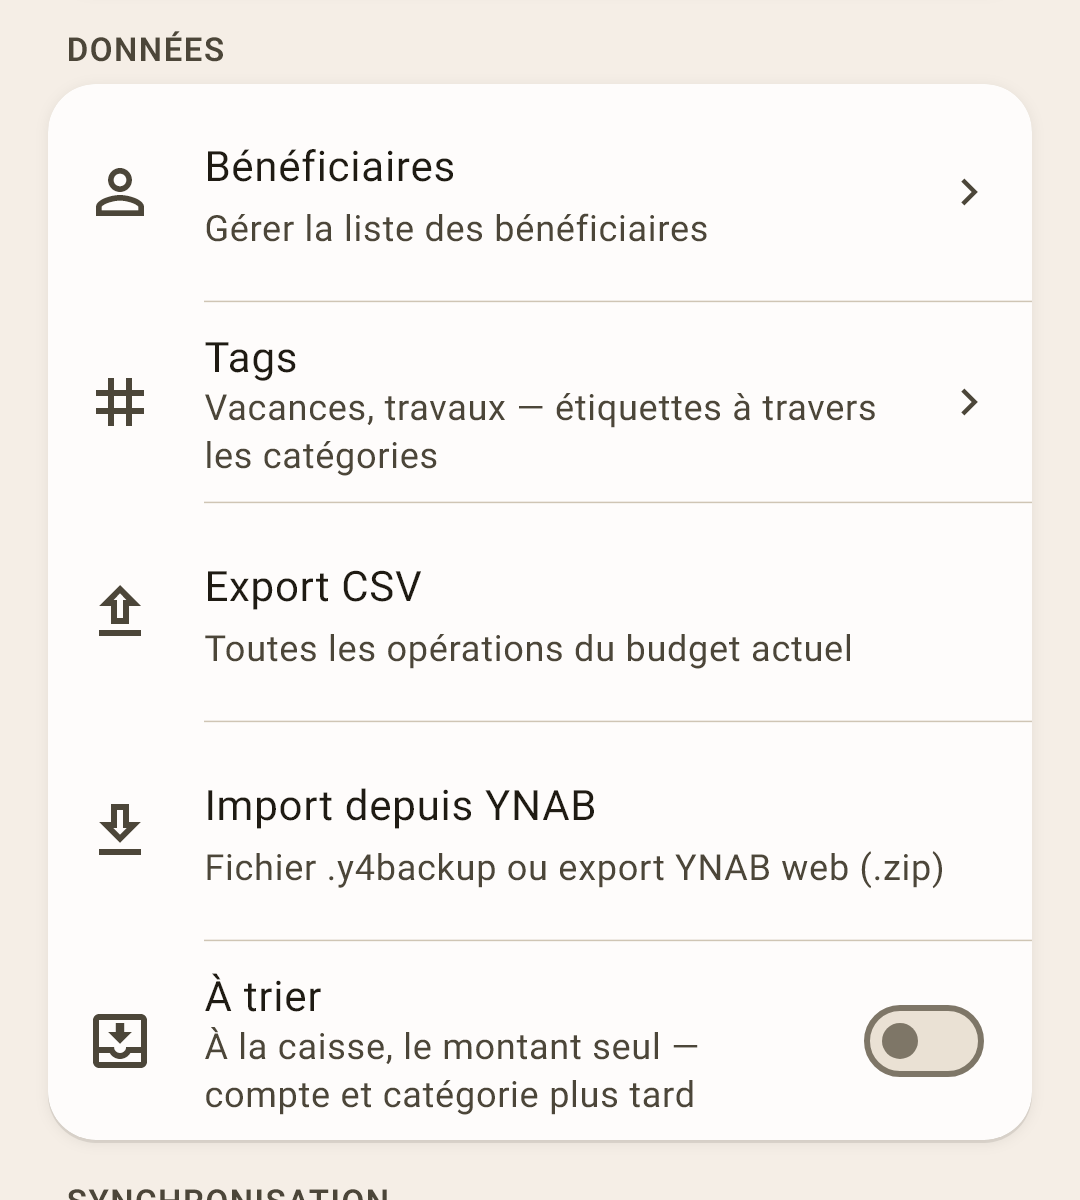 DONNÉES
Bénéficiaires
Gérer la liste des bénéficiaires
Tags
Vacances, travaux — étiquettes à travers
les catégories
Export CSV
Toutes les opérations du budget actuel
Import depuis YNAB
Fichier .y4backup ou export YNAB web (.zip)
À trier
À la caisse, le montant seul —
compte et catégorie plus tard
SYNCHRONISATION